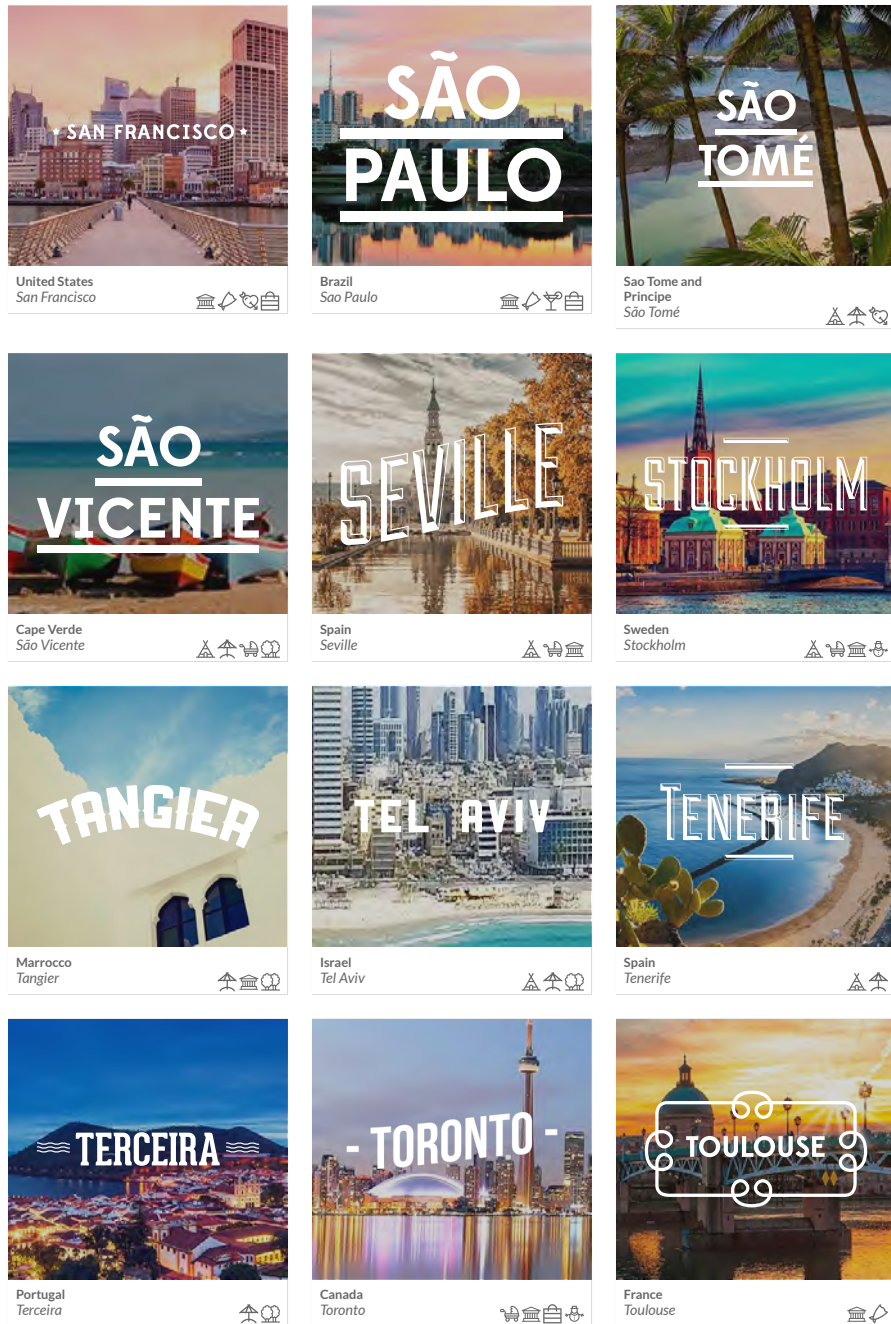 SAN FRANCISCO
United States
San Francisco
SÃO
PAULO
Brazil
Sao Paulo
SÃO
TOMÉ
Sao Tome and
Principe
São Tomé
SÃO
VICENTE
Cape Verde
São Vicente
SEVILLE
Spain
Seville
STOCKHOLM
Sweden
Stockholm
TANGIER
Marrocco
Tangier
TEL AVIV
Israel
Tel Aviv
TENERIFE
Spain
Tenerife
TERCEIRA
Portugal
Terceira
- TORONTO -
Canada
Toronto
TOULOUSE
France
Toulouse